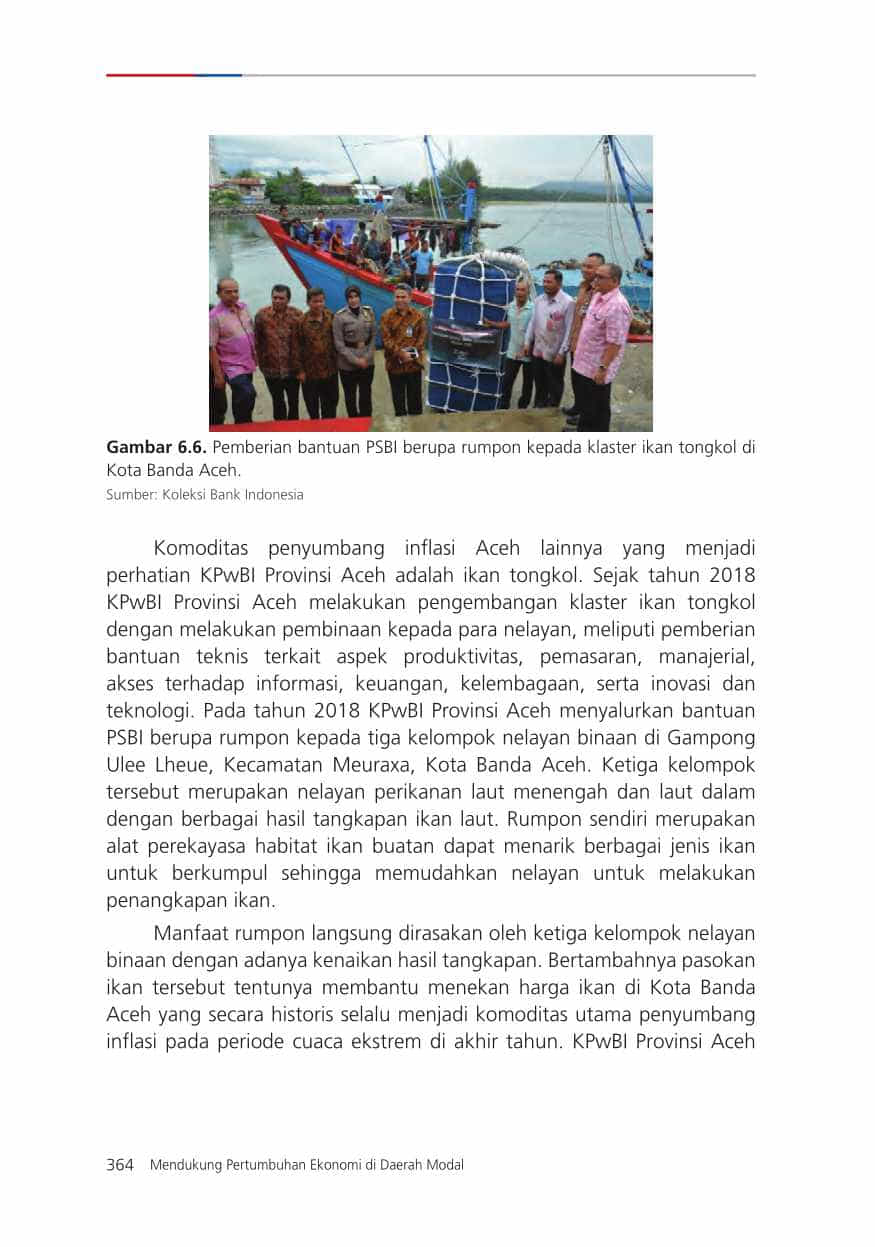 Gambar 6.6. Pemberian bantuan PSBI berupa rumpon kepada klaster ikan tongkol di
Kota Banda Aceh.
Sumber: Koleksi Bank Indonesia
Komoditas penyumbang inflasi Aceh lainnya yang menjadi
perhatian KPwBI Provinsi Aceh adalah ikan tongkol. Sejak tahun 2018
KPwBI Provinsi Aceh melakukan pengembangan klaster ikan tongkol
dengan melakukan pembinaan kepada para nelayan, meliputi pemberian
bantuan teknis terkait aspek produktivitas, pemasaran, manajerial,
akses terhadap informasi, keuangan, kelembagaan, serta inovasi dan
teknologi. Pada tahun 2018 KPwBI Provinsi Aceh menyalurkan bantuan
PSBI berupa rumpon kepada tiga kelompok nelayan binaan di Gampong
Ulee Lheue, Kecamatan Meuraxa, Kota Banda Aceh. Ketiga kelompok
tersebut merupakan nelayan perikanan laut menengah dan laut dalam
dengan berbagai hasil tangkapan ikan laut. Rumpon sendiri merupakan
alat perekayasa habitat ikan buatan dapat menarik berbagai jenis ikan
untuk berkumpul sehingga memudahkan nelayan untuk melakukan
penangkapan ikan.
Manfaat rumpon langsung dirasakan oleh ketiga kelompok nelayan
binaan dengan adanya kenaikan hasil tangkapan. Bertambahnya pasokan
ikan tersebut tentunya membantu menekan harga ikan di Kota Banda
Aceh yang secara historis selalu menjadi komoditas utama penyumbang
inflasi pada periode cuaca ekstrem di akhir tahun. KPwBI Provinsi Aceh
364 Mendukung Pertumbuhan Ekonomi di Daerah Modal